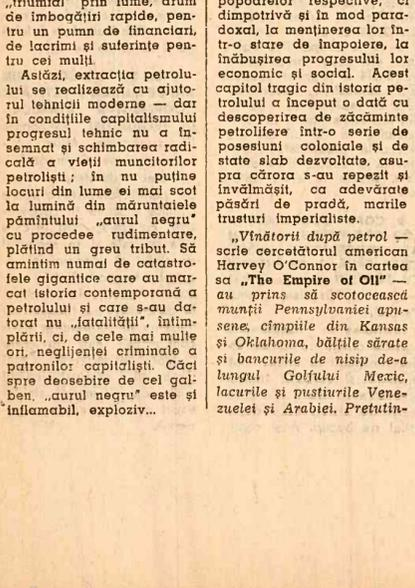 „triumfal prin lume, drum
de îmbogățiri rapide, pen-
tru un pumn de financiari,
de lacrimi și suferințe pen-
tru cei mulți.
Astăzi, extracția petrolu-
lui se realizează cu ajuto-
rul tehnicii moderne — dar
în condițiile capitalismului
progresul tehnic nu a în-
semnat și schimbarea radi-
cală a vieții muncitorilor
petroliști; în nu puține
locuri din lume ei mai scot
la lumină din măruntaiele
pămîntului „aurul negru"
cu procedee rudimentare,
plătind un greu tribut. Să
amintim numai de catastro-
fele gigantice care au mar-
cat istoria contemporană a
petrolului și care s-au da-
torat nu „fatalității", întîm-
plării, ci, de cele mai multe
ori, neglijenței criminale a
patronilor capitaliști. Căci
spre deosebire de cel gal-
ben, „aurul negru" este și
inflamabil, exploziv...
popoarelor respective, ci
dimpotrivă și în mod para-
doxal, la menținerea lor în-
tr-o stare de înapoiere, la
înăbușirea progresului lor
economic și social. Acest
capitol tragic din istoria pe-
trolului a început o dată cu
descoperirea de zăcăminte
petrolifere într-o serie de
posesiuni coloniale și de
state slab dezvoltate, asu-
pra cărora s-au repezit și
învălmășit, ca adevărate
păsări de pradă, marile
trusturi imperialiste.
„Vînătorii după petrol —
scrie cercetătorul american
Harvey O'Connor în cartea
sa „The Empire of Oil" —
au prins să scotocească
munții Pennsylvaniei apu-
sene, cîmpiile din Kansas
și Oklahoma, bălțile sărate
și bancurile de nisip de-a
lungul Golfului Mexic,
lacurile și pustiurile Vene-
zuelei și Arabiei. Pretutin-